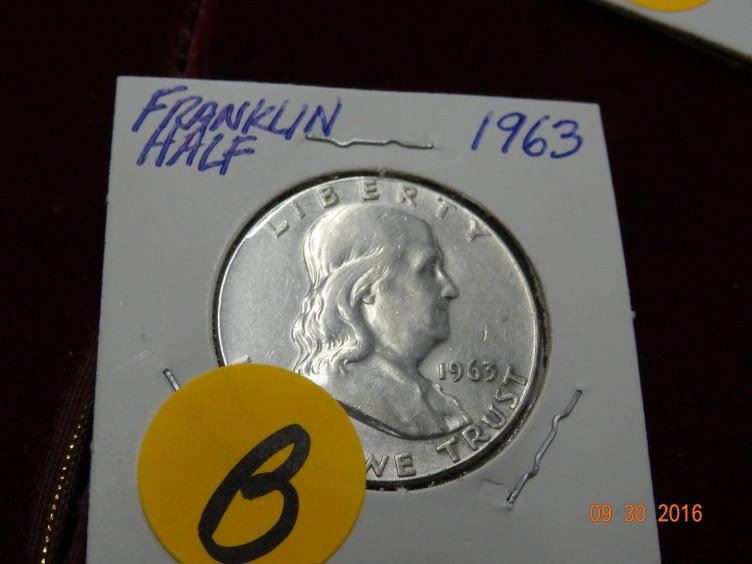 FRANKLIN
HALF
1963
LIBERTY
1963
WE TRUST
B
09 30 2016